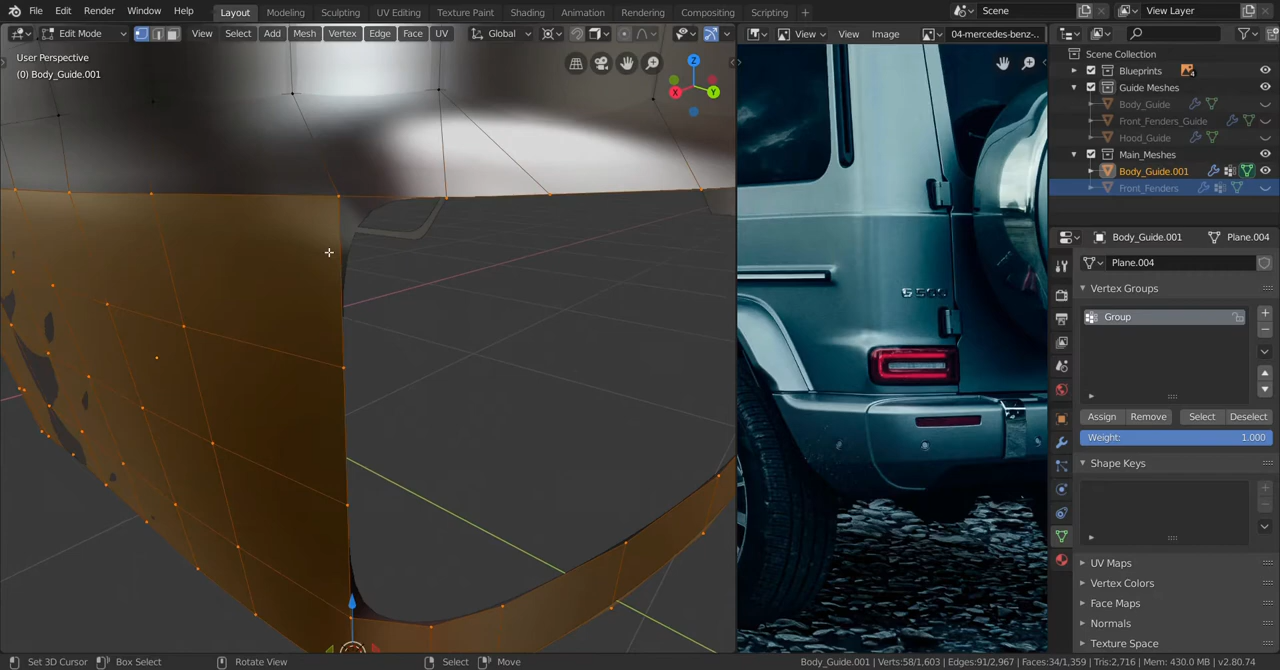 File Edit Render Window Help Layout Modeling Sculpting UV Editing Texture Paint Shading Animation Rendering Compositing Scripting + Scene View Layer
Edit Mode View Select Add Mesh Vertex Edge Face UV Global View View Image 04-mercedes-benz-..
User Perspective
(0) Body_Guide.001
Z
X
Y
G 500
Scene Collection
Blueprints 4
Guide Meshes
Body_Guide
Front_Fenders_Guide
Hood_Guide
Main_Meshes
Body_Guide.001
Front_Fenders
Body_Guide.001 Plane.004
Plane.004
Vertex Groups
Group
Assign Remove Select Deselect
Weight: 1.000
Shape Keys
UV Maps
Vertex Colors
Face Maps
Normals
Texture Space
Set 3D Cursor Box Select Rotate View Select Move Body_Guide.001 | Verts:58/1,603 | Edges:91/2,967 | Faces:34/1,359 | Tris:2,716 | Mem: 430.0 MB | v2.80.74